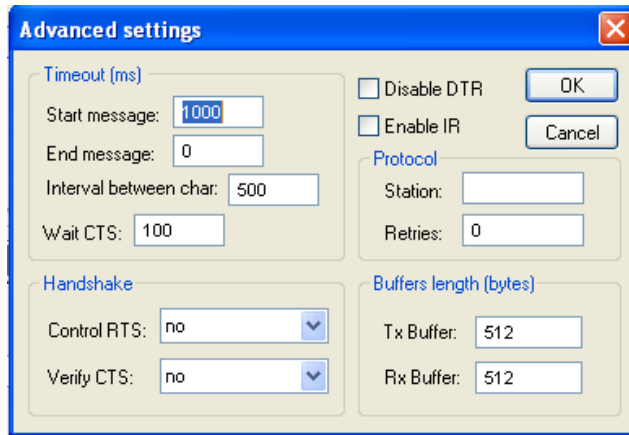 Advanced settings
Timeout (ms)
Start message: 1000
End message: 0
Interval between char: 500
Wait CTS: 100
Disable DTR
Enable IR
OK
Cancel
Protocol
Station:
Retries: 0
Handshake
Control RTS: no
Verify CTS: no
Buffers length (bytes)
Tx Buffer: 512
Rx Buffer: 512